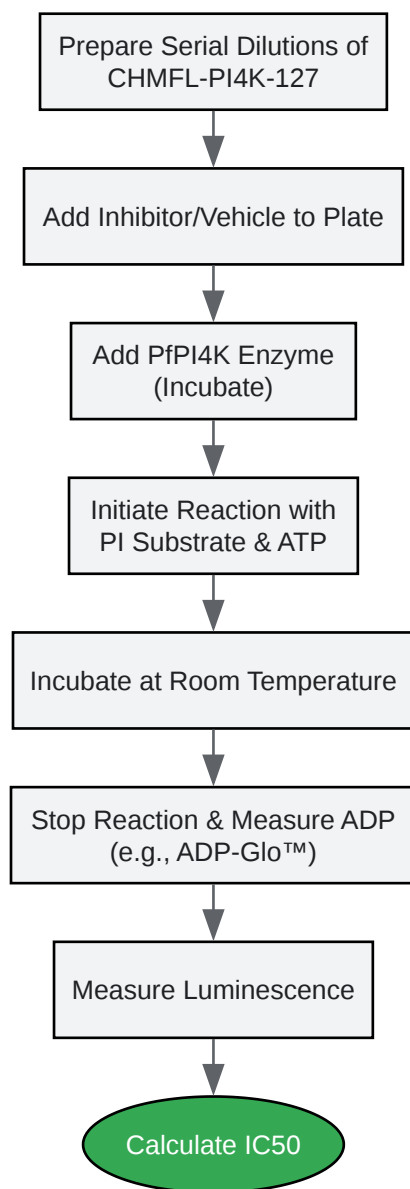 Prepare Serial Dilutions of
CHMFL-PI4K-127
Add Inhibitor/Vehicle to Plate
Add PfPI4K Enzyme
(Incubate)
Initiate Reaction with
PI Substrate & ATP
Incubate at Room Temperature
Stop Reaction & Measure ADP
(e.g., ADP-Glo™)
Measure Luminescence
Calculate IC50